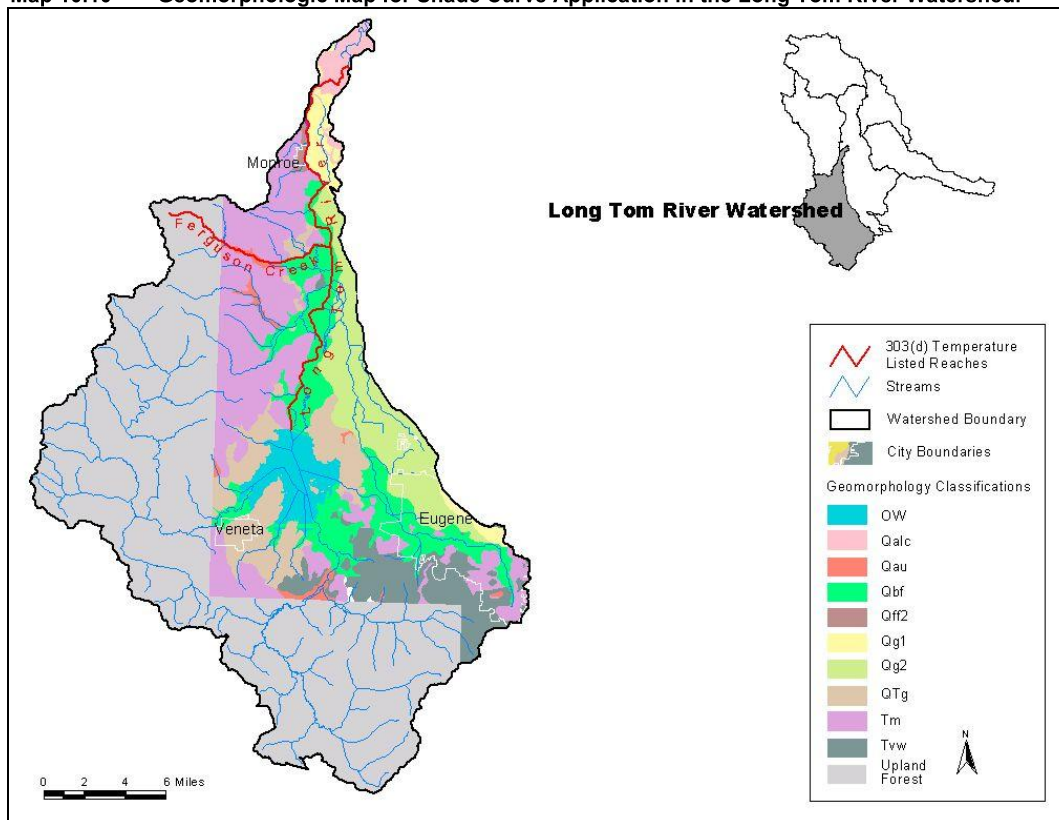 Map Geomorphologic Map for Shade Curve Application in the Long Tom River Watershed.
Monroe
Long Tom River Watershed
Ferguson Creek
Long Tom River
Veneta
Eugene
303(d) Temperature
Listed Reaches
Streams
Watershed Boundary
City Boundaries
Geomorphology Classifications
OW
Qalc
Qau
Qbf
Qff2
Qg1
Qg2
QTg
Tm
Tvw
Upland
Forest
N
0 2 4 6 Miles